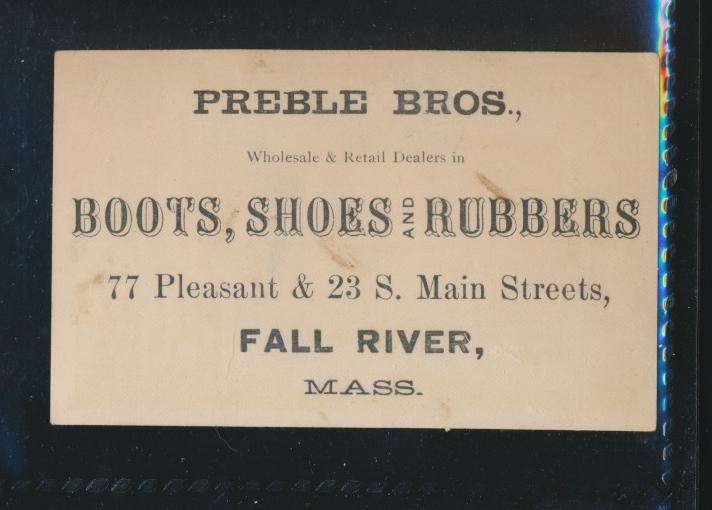 PREBLE BROS.,
Wholesale & Retail Dealers in
BOOTS, SHOES AND RUBBERS
77 Pleasant & 23 S. Main Streets,
FALL RIVER,
MASS.